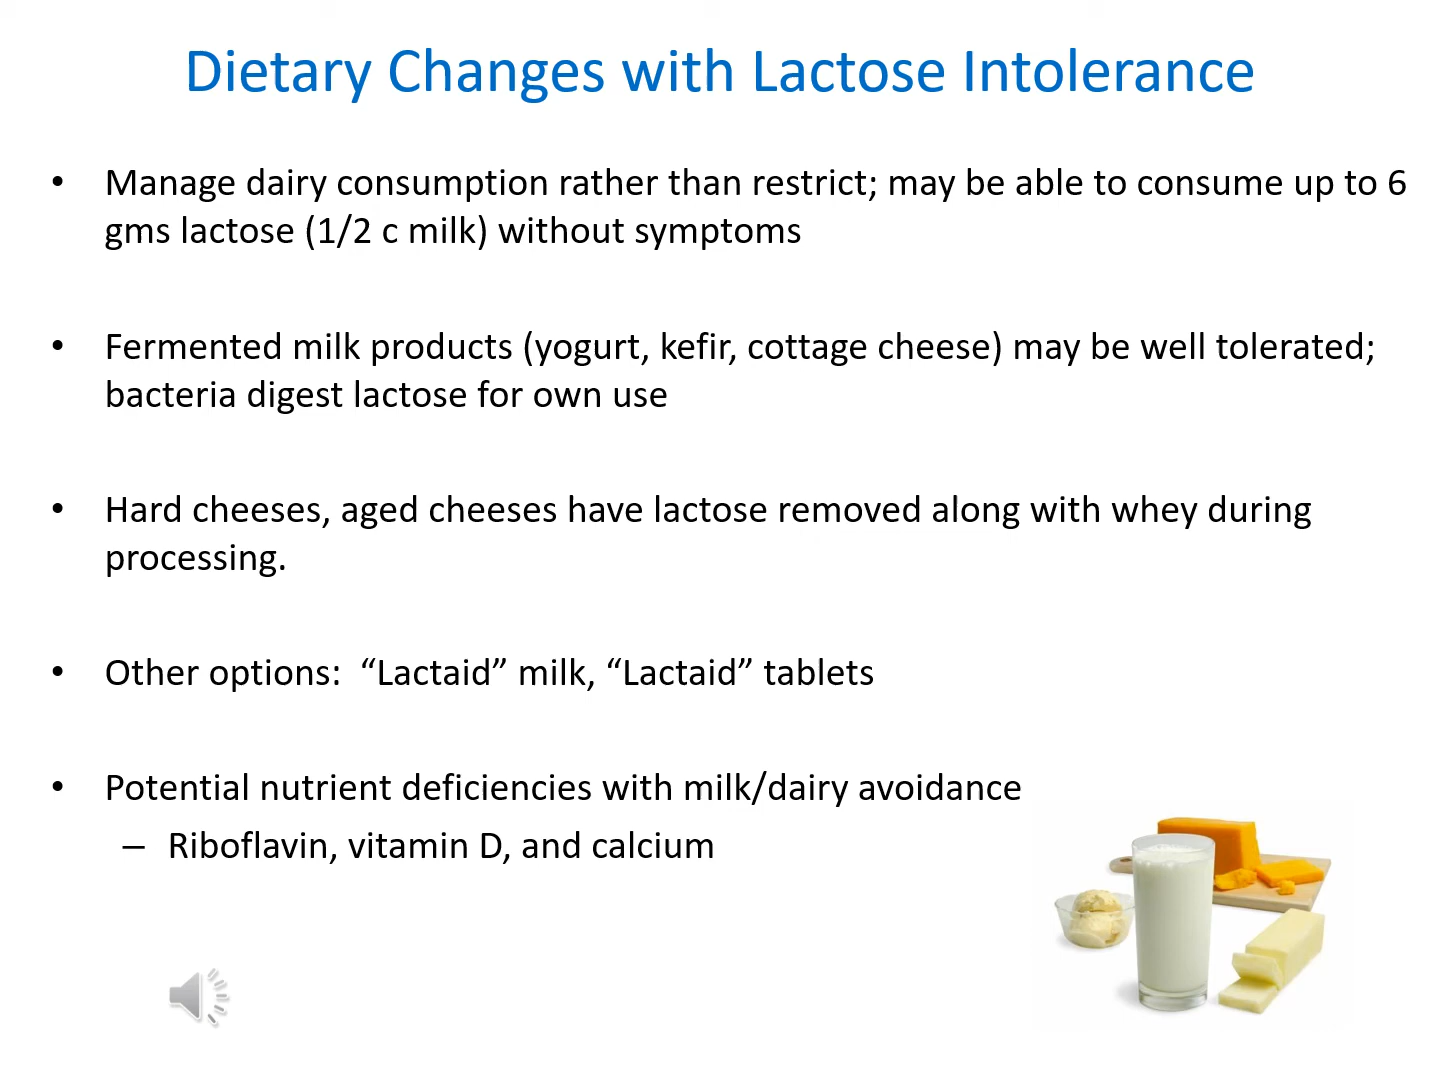 Dietary Changes with Lactose Intolerance
• Manage dairy consumption rather than restrict; may be able to consume up to 6
gms lactose (1/2 c milk) without symptoms
• Fermented milk products (yogurt, kefir, cottage cheese) may be well tolerated;
bacteria digest lactose for own use
• Hard cheeses, aged cheeses have lactose removed along with whey during
processing.
• Other options:  “Lactaid” milk, “Lactaid” tablets
• Potential nutrient deficiencies with milk/dairy avoidance
– Riboflavin, vitamin D, and calcium